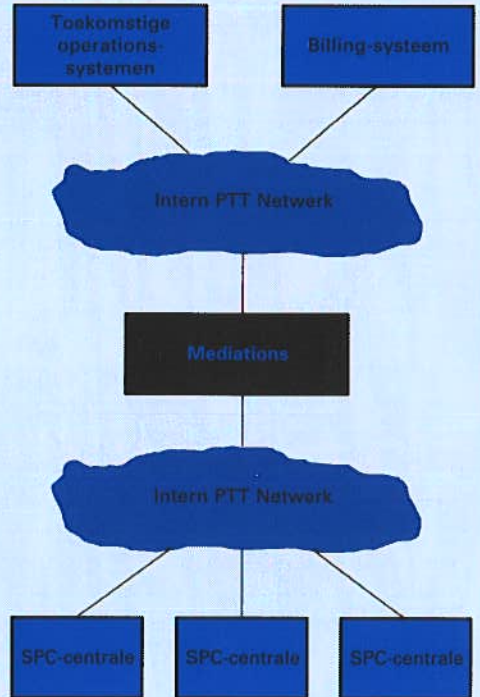 Toekomstige
operations-
systemen
Billing-systeem
Intern PTT Netwerk
Mediations
Intern PTT Netwerk
SPC-centrale
SPC-centrale
SPC-centrale